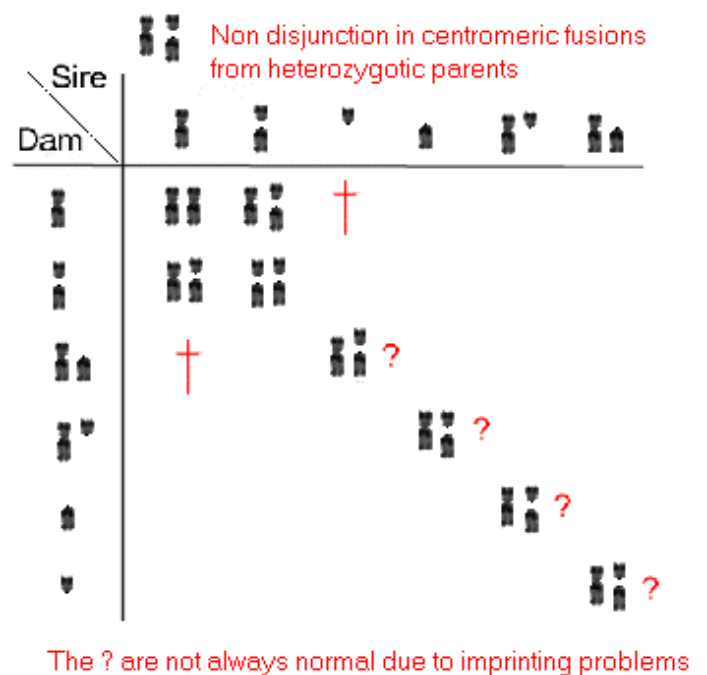 Non disjunction in centromeric fusions
from heterozygotic parents
Sire
Dam
?
?
?
?
The ? are not always normal due to imprinting problems